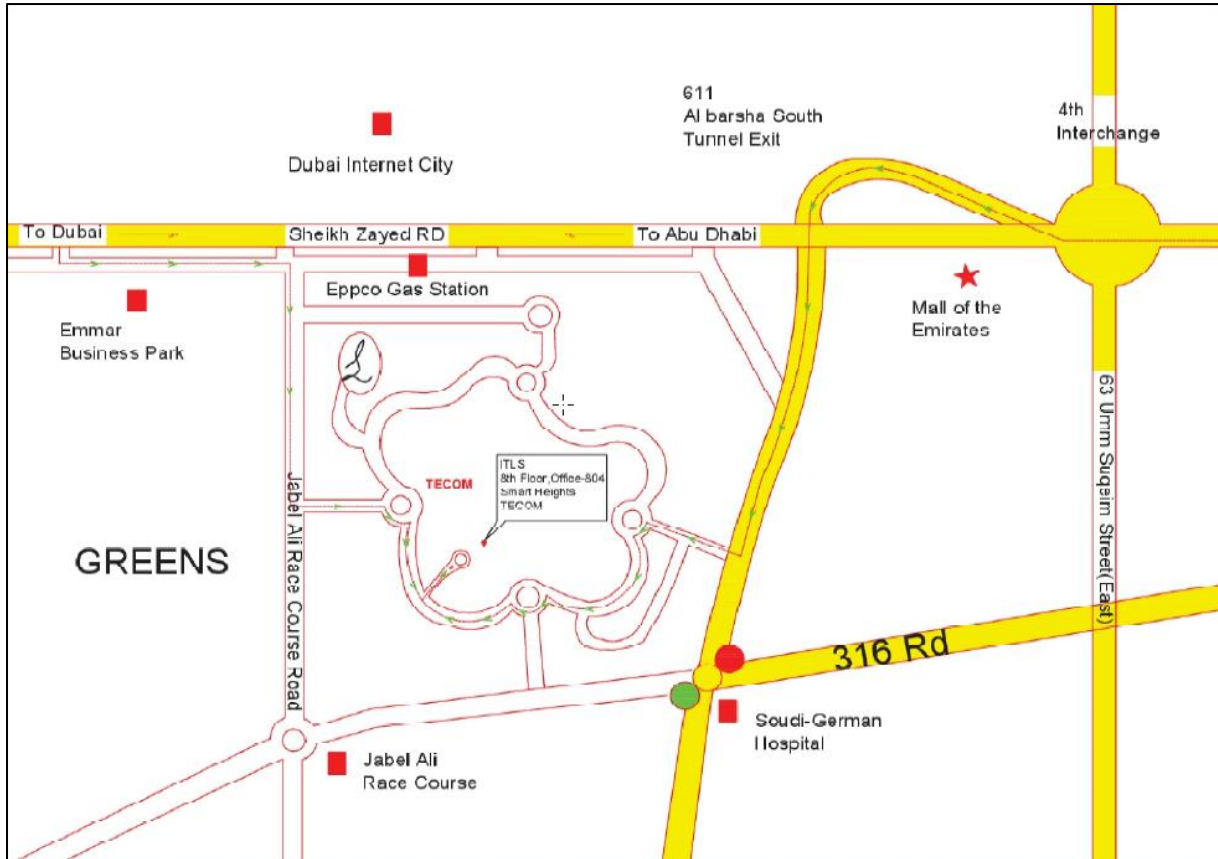 611
Al barsha South
Tunnel Exit
4th
Interchange
Dubai Internet City
To Dubai
Sheikh Zayed RD
To Abu Dhabi
Eppco Gas Station
Emmar
Business Park
Mall of the
Emirates
63 Umm Suqeim Street(East)
TECOM
ITLS
8th Floor,Office-804
Smart Heights
TECOM
Jabel Ali Race Course Road
GREENS
316 Rd
Soudi-German
Hospital
Jabel Ali
Race Course